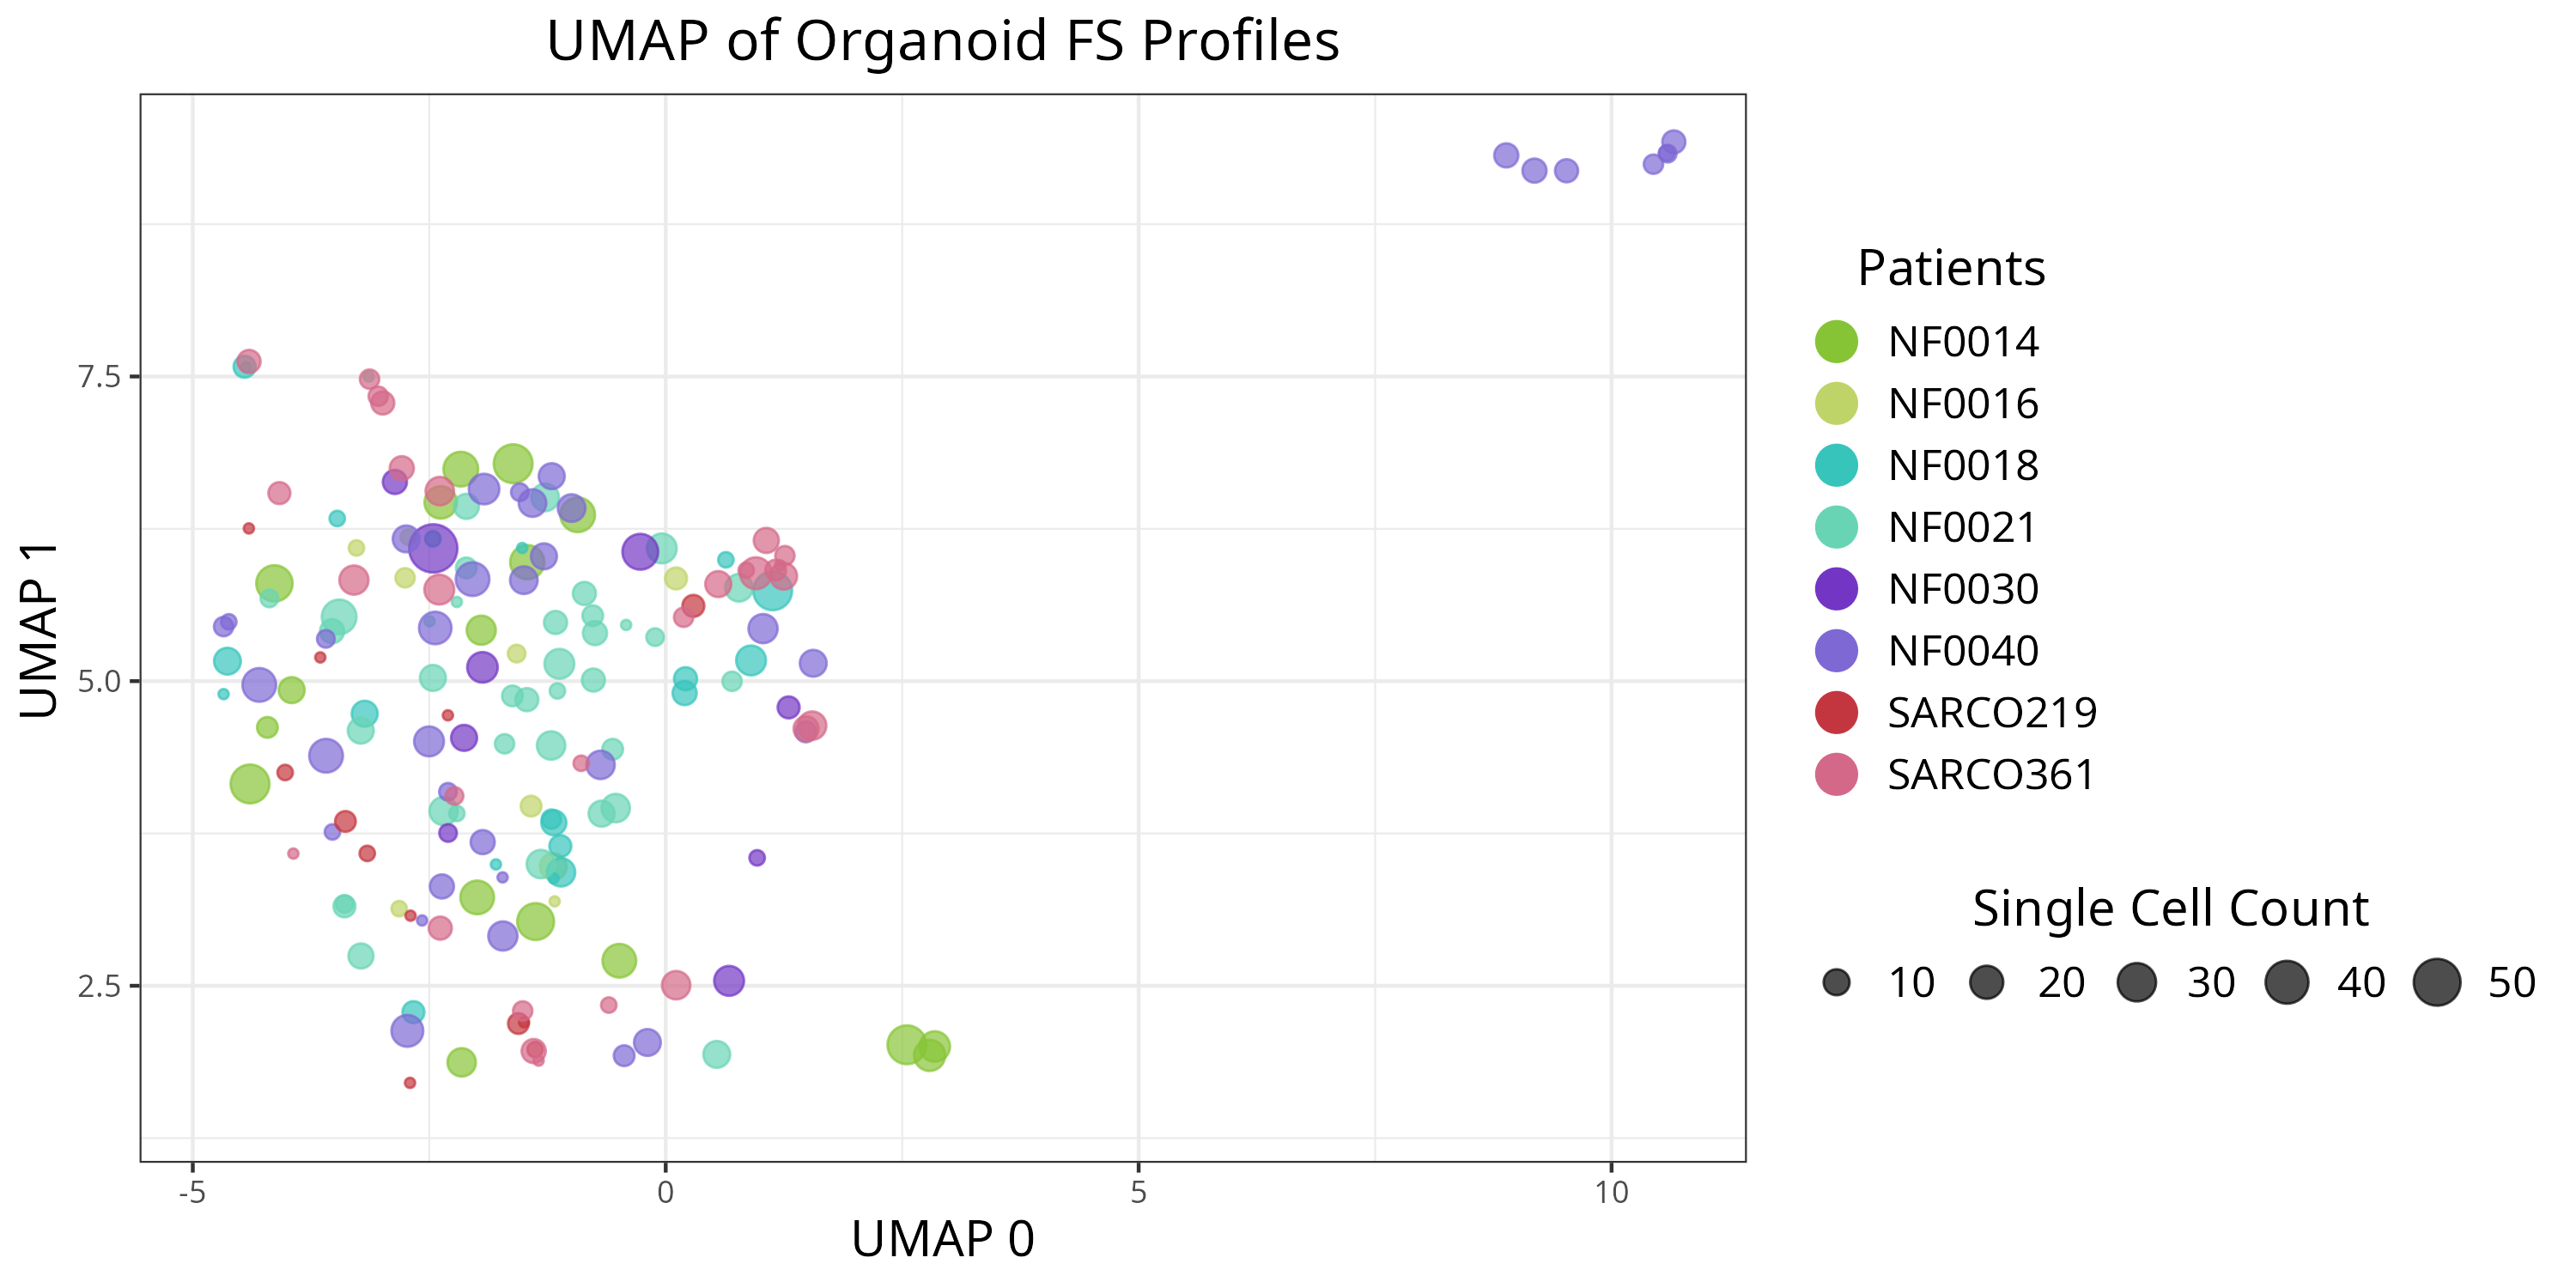 UMAP of Organoid FS Profiles
UMAP 1
7.5
5.0
2.5
-5 0 5 10
UMAP 0
Patients
NF0014
NF0016
NF0018
NF0021
NF0030
NF0040
SARCO219
SARCO361
Single Cell Count
10 20 30 40 50